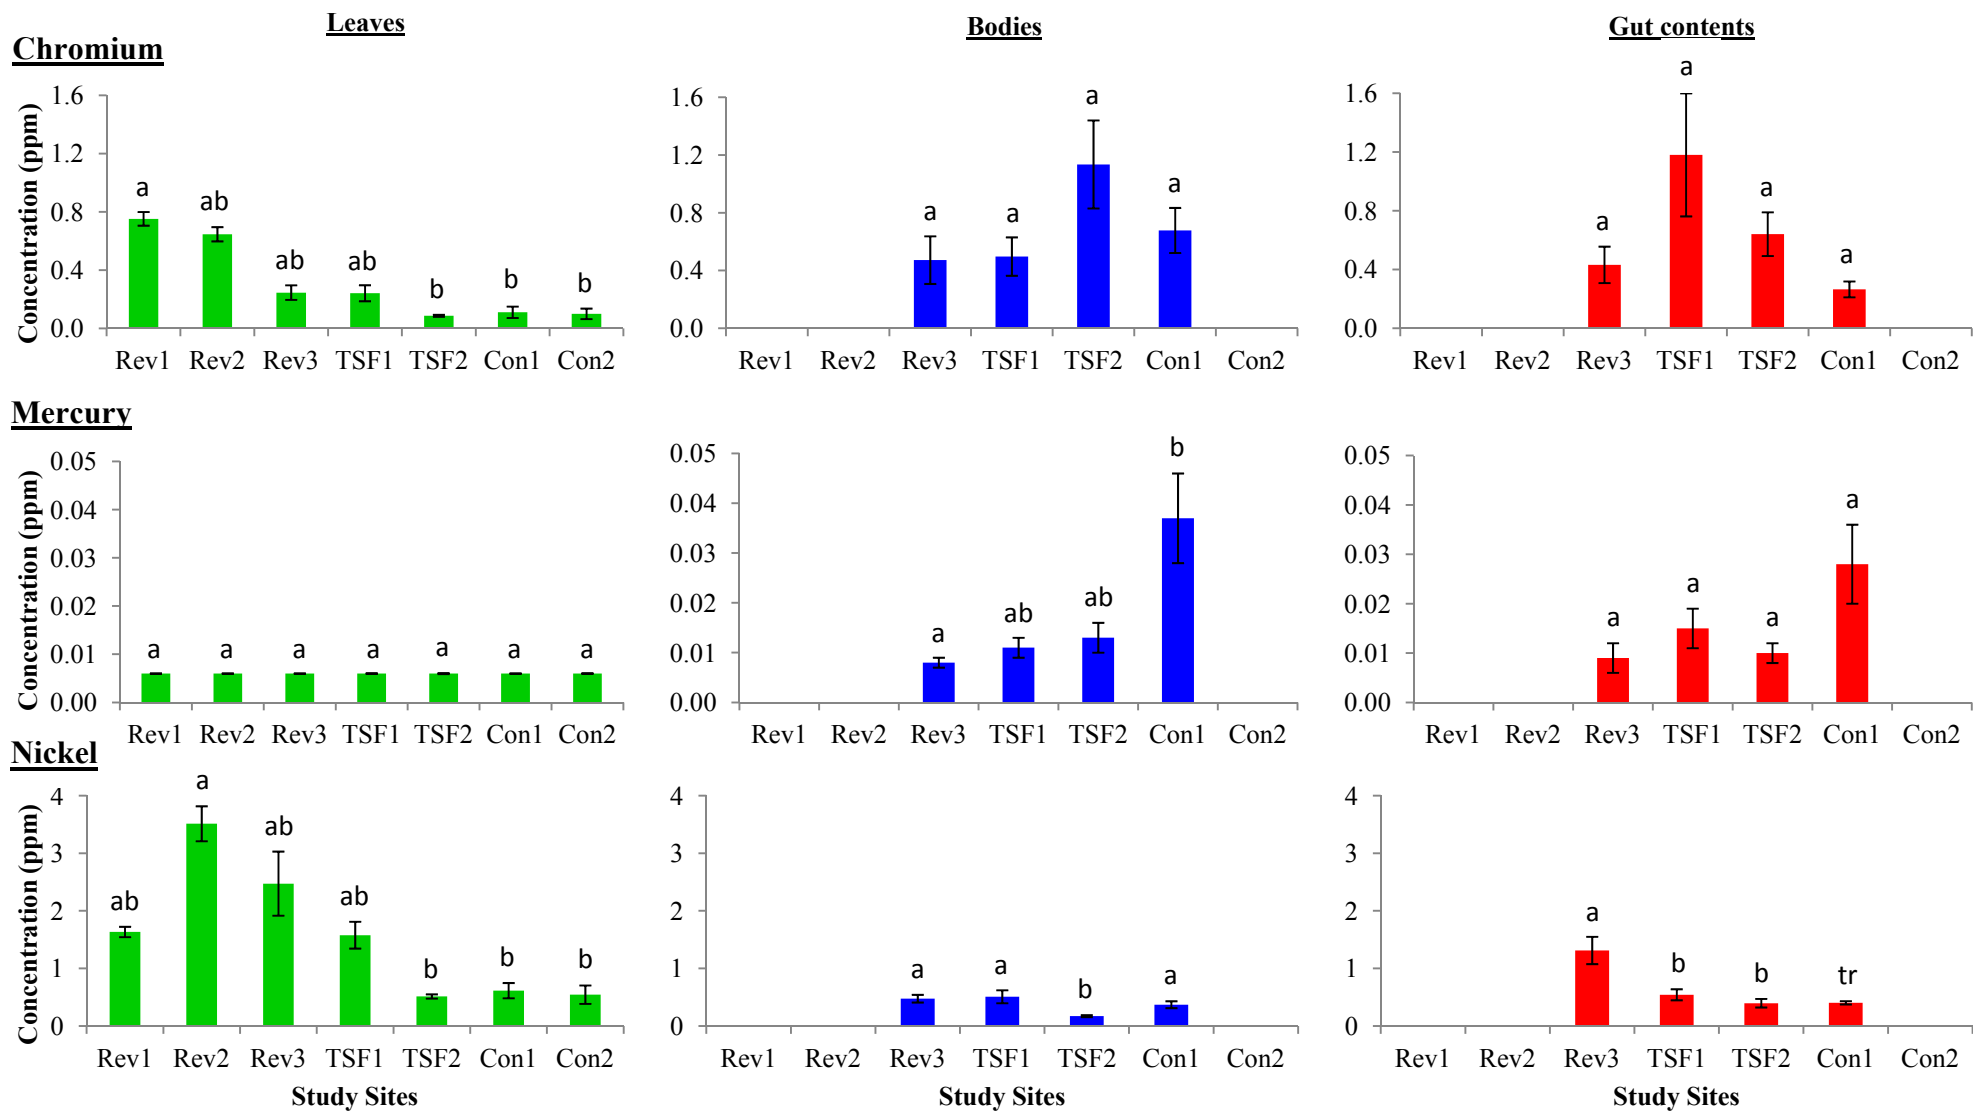 Leaves Bodies Gut contents
Chromium
Concentration (ppm)
1.6
1.2
0.8
0.4
0.0
a ab ab ab b b b
Rev1 Rev2 Rev3 TSF1 TSF2 Con1 Con2
1.6
1.2
0.8
0.4
0.0
a a a a
Rev1 Rev2 Rev3 TSF1 TSF2 Con1 Con2
1.6
1.2
0.8
0.4
0.0
a a a a
Rev1 Rev2 Rev3 TSF1 TSF2 Con1 Con2
Mercury
Concentration (ppm)
0.05
0.04
0.03
0.02
0.01
0.00
a a a a a a a
Rev1 Rev2 Rev3 TSF1 TSF2 Con1 Con2
0.05
0.04
0.03
0.02
0.01
0.00
a ab ab b
Rev1 Rev2 Rev3 TSF1 TSF2 Con1 Con2
0.05
0.04
0.03
0.02
0.01
0.00
a a a a
Rev1 Rev2 Rev3 TSF1 TSF2 Con1 Con2
Nickel
Concentration (ppm)
4
3
2
1
0
ab a ab ab b b b
Rev1 Rev2 Rev3 TSF1 TSF2 Con1 Con2
Study Sites
4
3
2
1
0
a a b a
Rev1 Rev2 Rev3 TSF1 TSF2 Con1 Con2
Study Sites
4
3
2
1
0
a b b tr
Rev1 Rev2 Rev3 TSF1 TSF2 Con1 Con2
Study Sites